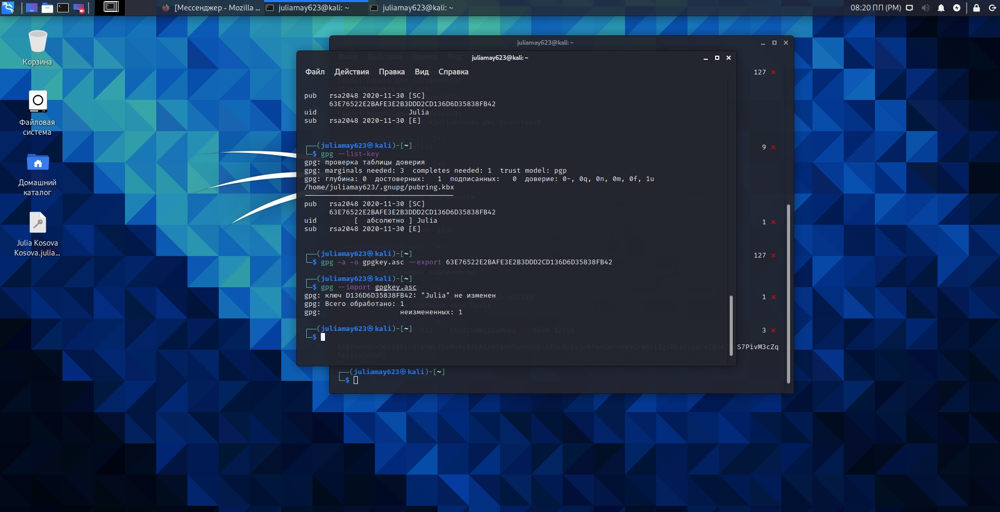 [Мессенджер - Mozilla ...
juliamay623@kali: ~
juliamay623@kali: ~
08:20 ПП (PM)
Корзина
Файловая
система
Домашний
каталог
Julia Kosova
Kosova.julia...
juliamay623@kali: ~
juliamay623@kali: ~
Файл Действия Правка Вид Справка
pub rsa2048 2020-11-30 [SC]
63E76522E2BAFE3E2B3DDD2CD136D6D35838FB42
uid Julia
sub rsa2048 2020-11-30 [E]
(juliamay623㉿kali)-[~]
$ gpg --list-key
gpg: проверка таблицы доверия
gpg: marginals needed: 3 completes needed: 1 trust model: pgp
gpg: глубина: 0 достоверных: 1 подписанных: 0 доверие: 0-, 0q, 0n, 0m, 0f, 1u
/home/juliamay623/.gnupg/pubring.kbx
pub rsa2048 2020-11-30 [SC]
63E76522E2BAFE3E2B3DDD2CD136D6D35838FB42
uid [ абсолютно ] Julia
sub rsa2048 2020-11-30 [E]
(juliamay623㉿kali)-[~]
$ gpg -a -o gpgkey.asc --export 63E76522E2BAFE3E2B3DDD2CD136D6D35838FB42
(juliamay623㉿kali)-[~]
$ gpg --import gpgkey.asc
gpg: ключ D136D6D35838FB42: "Julia" не изменен
gpg: Всего обработано: 1
gpg: неизмененных: 1
(juliamay623㉿kali)-[~]
$
127 ×
9 ×
1 ×
127 ×
1 ×
3 ×
S7PivM3cZq
(juliamay623㉿kali)-[~]
$